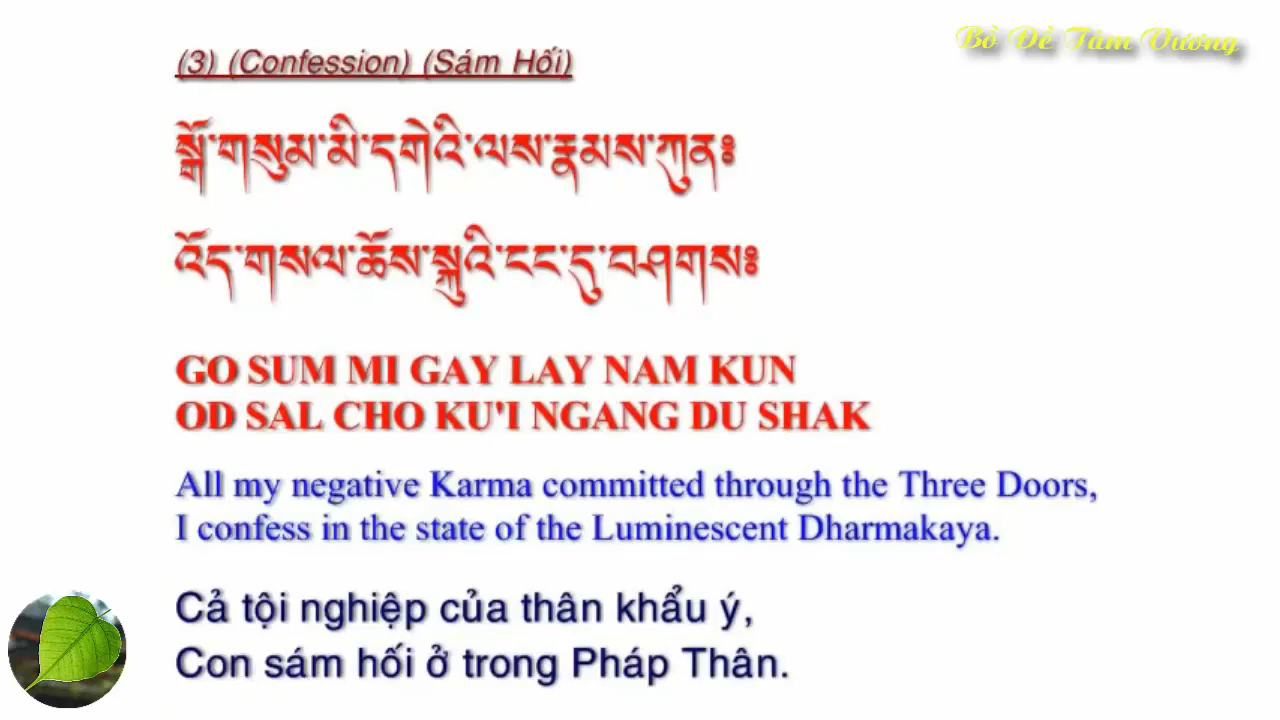 Bồ Đề Tâm Vương
(3) (Confession) (Sám Hối)
སྒོ་གསུམ་མི་དགེའི་ལས་རྣམས་ཀུན༔
འོད་གསལ་ཆོས་སྐུའི་ངང་དུ་བཤགས༔
GO SUM MI GAY LAY NAM KUN
OD SAL CHO KU'I NGANG DU SHAK
All my negative Karma committed through the Three Doors,
I confess in the state of the Luminescent Dharmakaya.
Cả tội nghiệp của thân khẩu ý,
Con sám hối ở trong Pháp Thân.